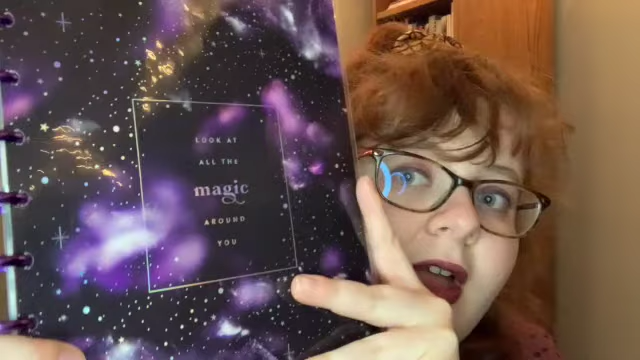 LOOK AT
ALL THE
magic
AROUND
YOU